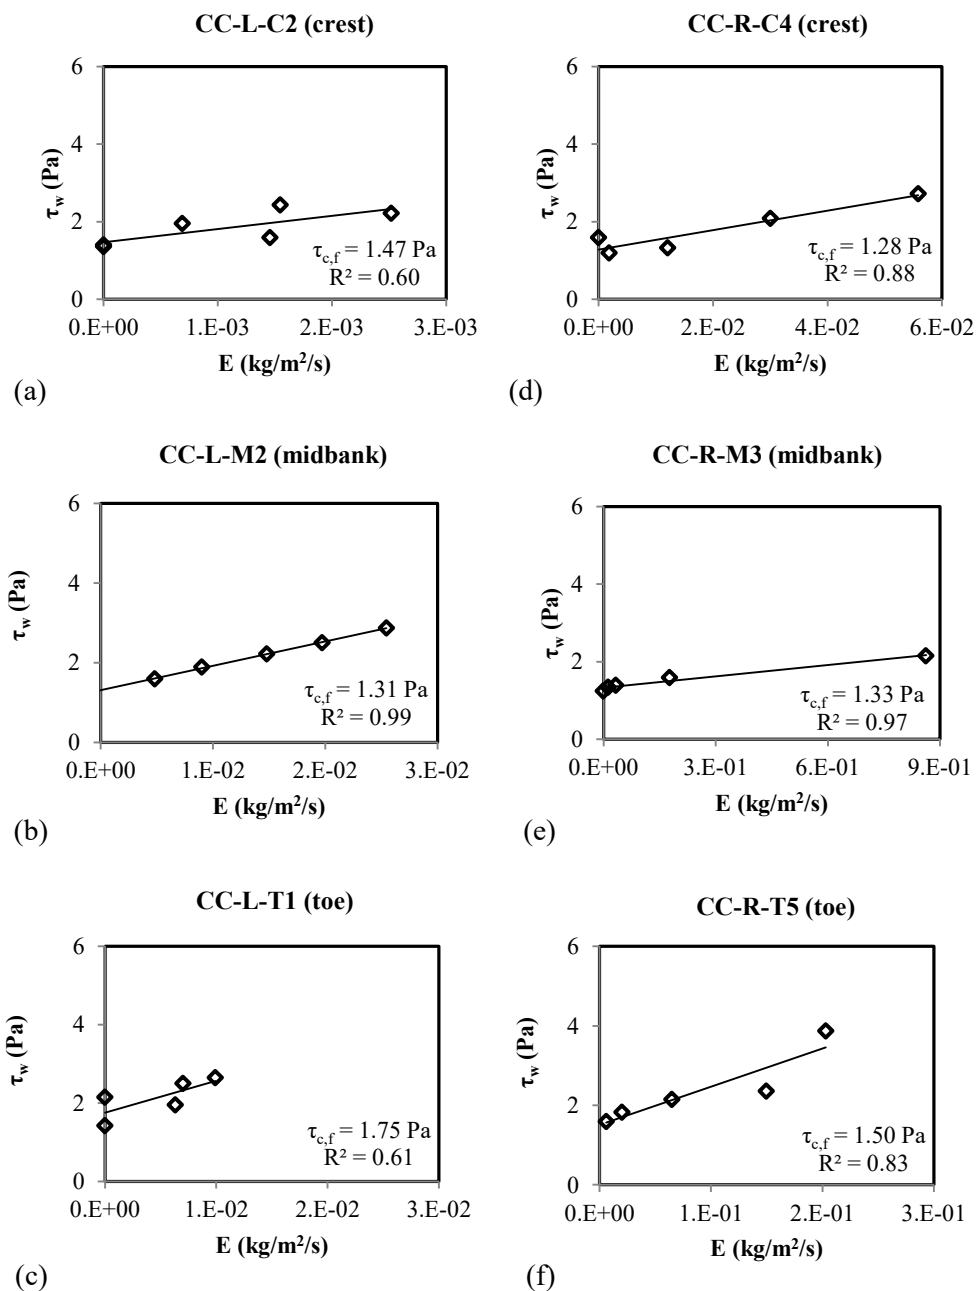 CC-L-C2 (crest)
6
4
2
0
τw (Pa)
τc,f = 1.47 Pa
R² = 0.60
0.E+00 1.E-03 2.E-03 3.E-03
E (kg/m²/s)
(a)
CC-R-C4 (crest)
6
4
2
0
τw (Pa)
τc,f = 1.28 Pa
R² = 0.88
0.E+00 2.E-02 4.E-02 6.E-02
E (kg/m²/s)
(d)
CC-L-M2 (midbank)
6
4
2
0
τw (Pa)
τc,f = 1.31 Pa
R² = 0.99
0.E+00 1.E-02 2.E-02 3.E-02
E (kg/m²/s)
(b)
CC-R-M3 (midbank)
6
4
2
0
τw (Pa)
τc,f = 1.33 Pa
R² = 0.97
0.E+00 3.E-01 6.E-01 9.E-01
E (kg/m²/s)
(e)
CC-L-T1 (toe)
6
4
2
0
τw (Pa)
τc,f = 1.75 Pa
R² = 0.61
0.E+00 1.E-02 2.E-02 3.E-02
E (kg/m²/s)
(c)
CC-R-T5 (toe)
6
4
2
0
τw (Pa)
τc,f = 1.50 Pa
R² = 0.83
0.E+00 1.E-01 2.E-01 3.E-01
E (kg/m²/s)
(f)